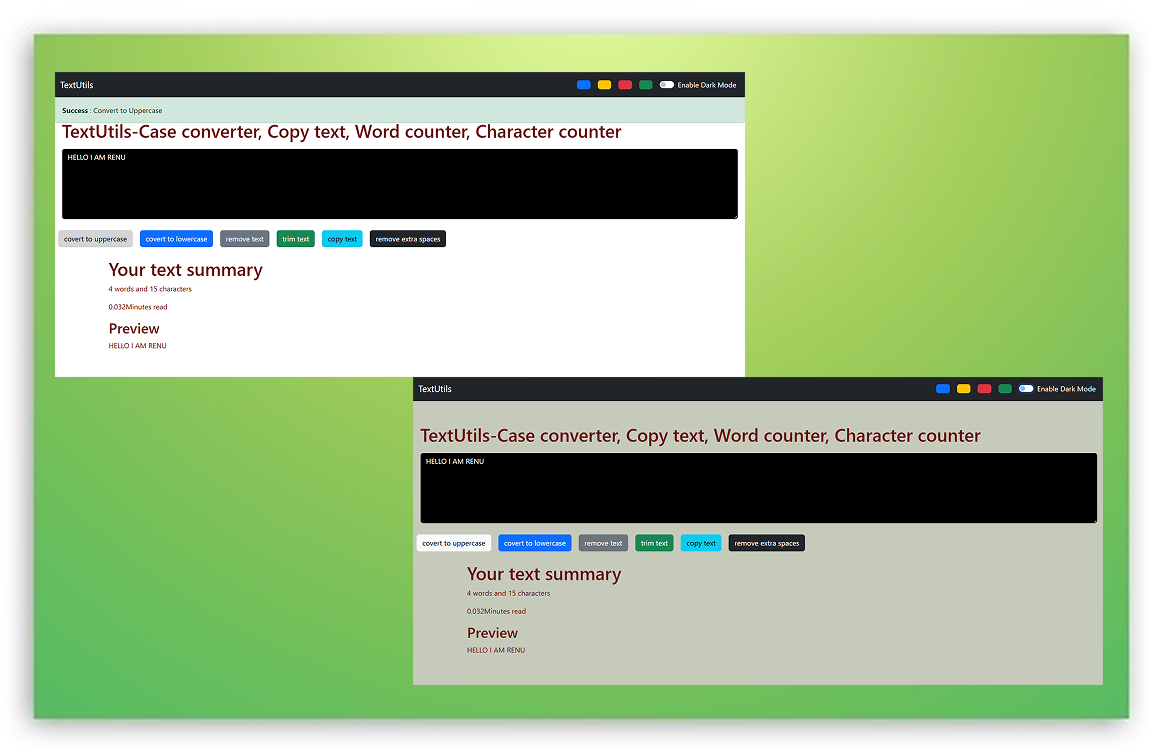 TextUtils
Enable Dark Mode
Success : Convert to Uppercase
TextUtils-Case converter, Copy text, Word counter, Character counter
HELLO I AM RENU
covert to uppercase covert to lowercase remove text trim text copy text remove extra spaces
Your text summary
4 words and 15 characters
0.032Minutes read
Preview
HELLO I AM RENU
TextUtils
Enable Dark Mode
TextUtils-Case converter, Copy text, Word counter, Character counter
HELLO I AM RENU
covert to uppercase covert to lowercase remove text trim text copy text remove extra spaces
Your text summary
4 words and 15 characters
0.032Minutes read
Preview
HELLO I AM RENU